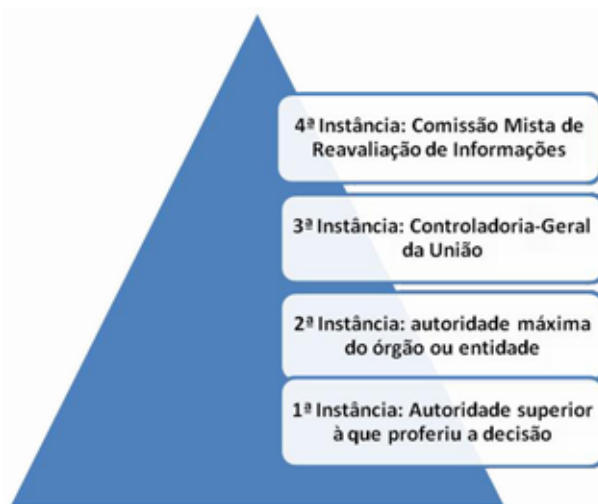 4ª Instância: Comissão Mista de
Reavaliação de Informações
3ª Instância: Controladoria-Geral
da União
2ª Instância: autoridade máxima
do órgão ou entidade
1ª Instância: Autoridade superior
à que proferiu a decisão